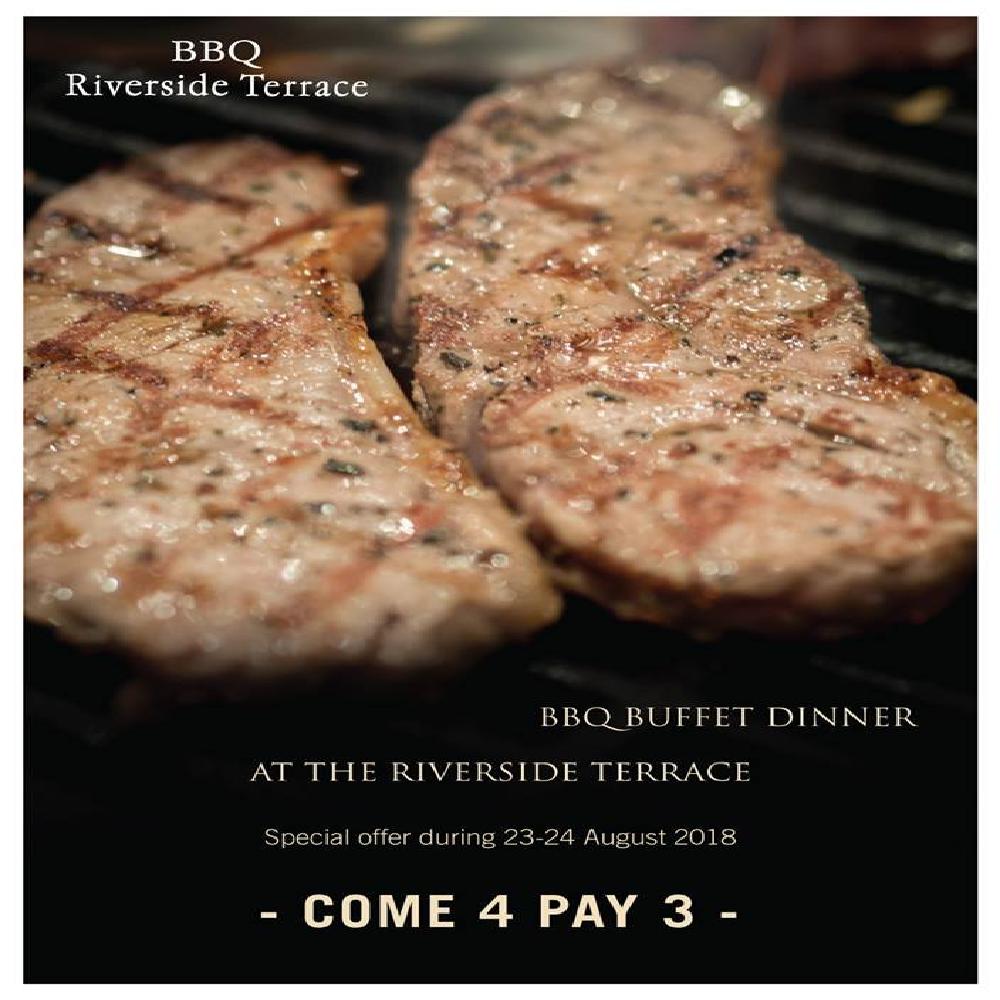 BBQ
Riverside Terrace
BBQ BUFFET DINNER
AT THE RIVERSIDE TERRACE
Special offer during 23-24 August 2018
- COME 4 PAY 3 -